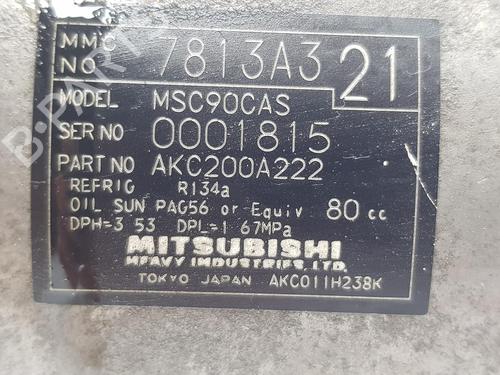 MMC NO 7813A3 21
MODEL MSC90CAS
SER NO 0001815
PART NO AKC200A222
REFRIG R134a
OIL SUN PAG56 or Equiv 80 cc
DPH=3 53 DPL=1 67MPa
MITSUBISHI
HEAVY INDUSTRIES, LTD.
TOKYO JAPAN AKC011H238K
B-PARTS